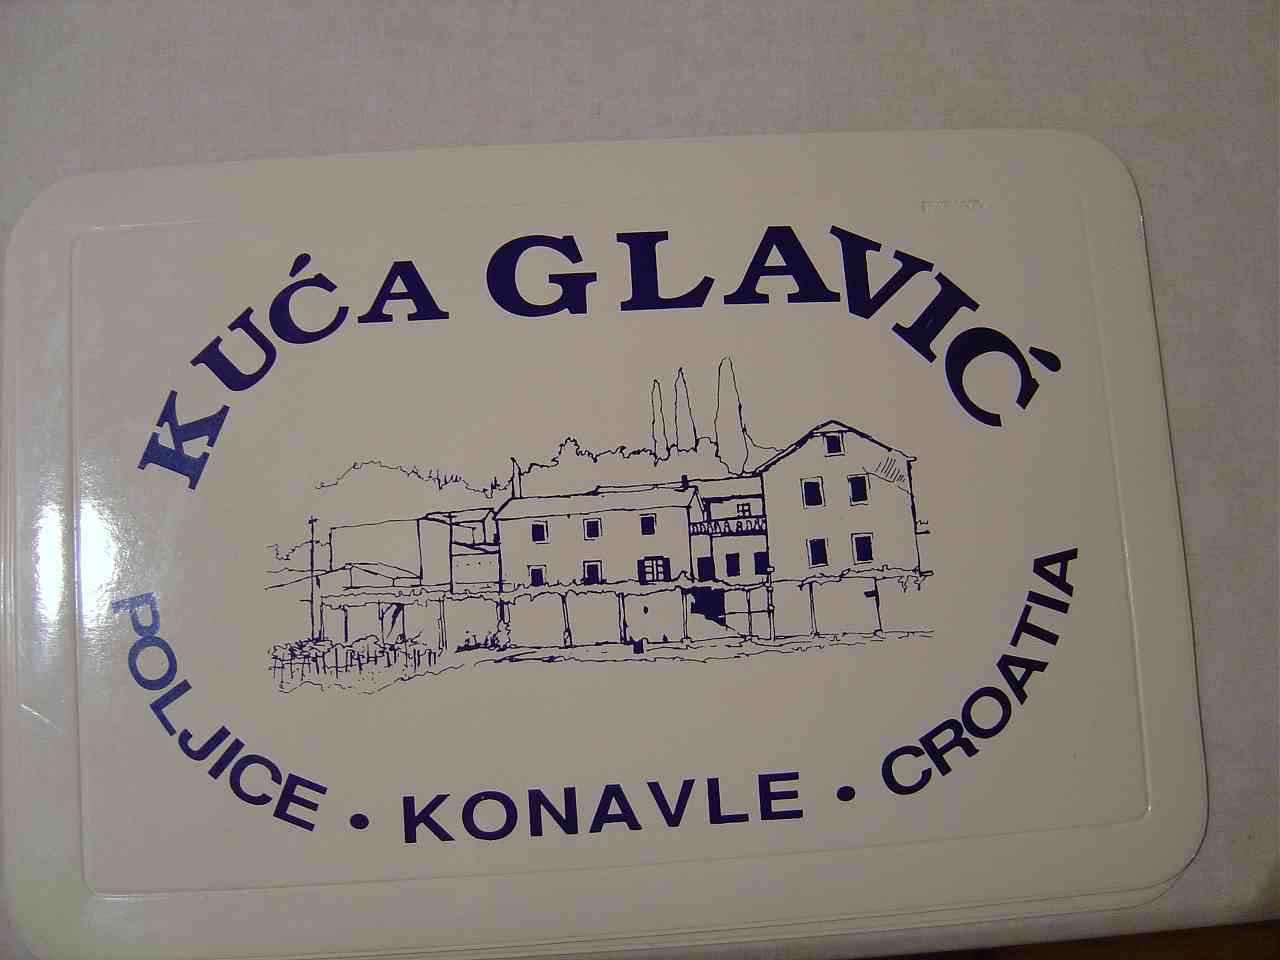 KUĆA GLAVIĆ
POLJICE • KONAVLE • CROATIA